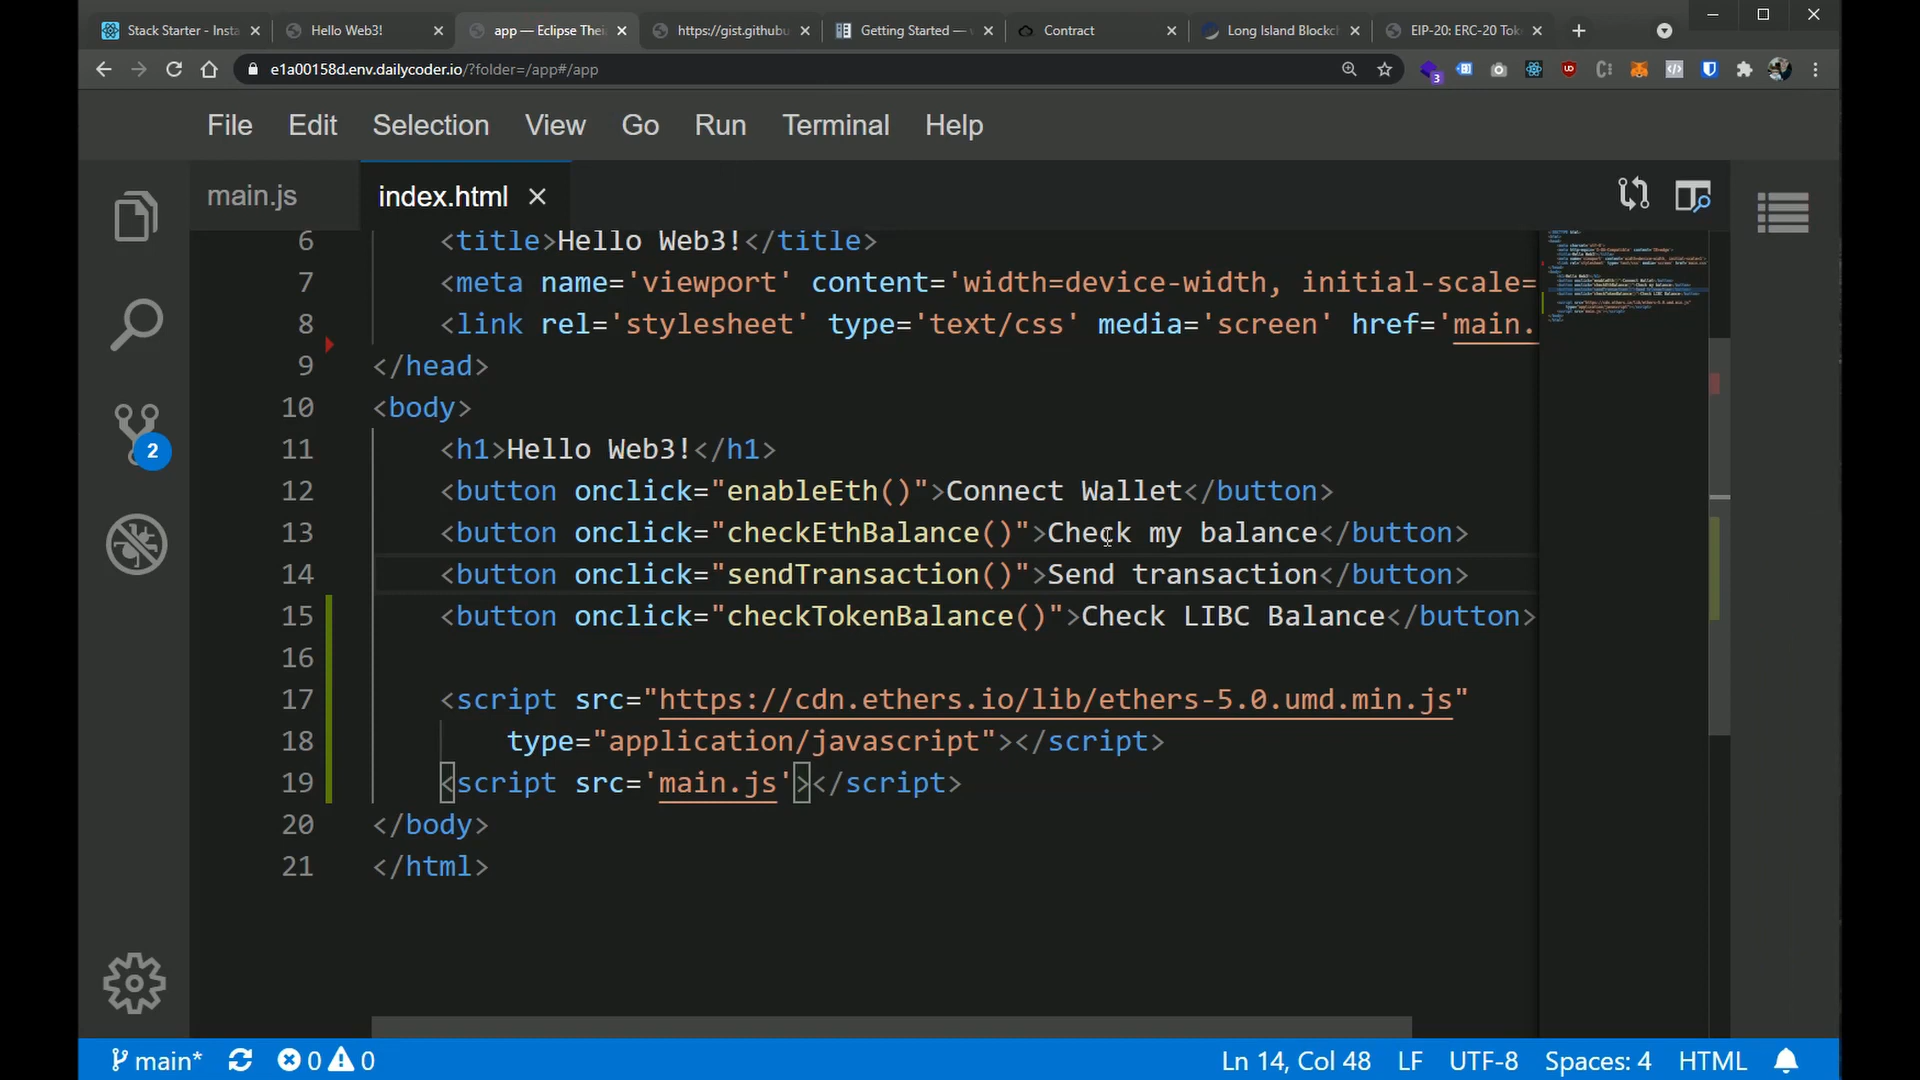 Stack Starter - Insta
Hello Web3!
app — Eclipse Thei
https://gist.githubu
Getting Started —
Contract
Long Island Blockch
EIP-20: ERC-20 Tok
e1a00158d.env.dailycoder.io/?folder=/app#/app
3
File Edit Selection View Go Run Terminal Help
main.js
index.html
6 <title>Hello Web3!</title>
7 <meta name='viewport' content='width=device-width, initial-scale=
8 <link rel='stylesheet' type='text/css' media='screen' href='main.
9 </head>
10 <body>
11 <h1>Hello Web3!</h1>
12 <button onclick="enableEth()">Connect Wallet</button>
13 <button onclick="checkEthBalance()">Check my balance</button>
14 <button onclick="sendTransaction()">Send transaction</button>
15 <button onclick="checkTokenBalance()">Check LIBC Balance</button>
16
17 <script src="https://cdn.ethers.io/lib/ethers-5.0.umd.min.js"
18 type="application/javascript"></script>
19 <script src='main.js'></script>
20 </body>
21 </html>
2
main* 0 0 Ln 14, Col 48 LF UTF-8 Spaces: 4 HTML